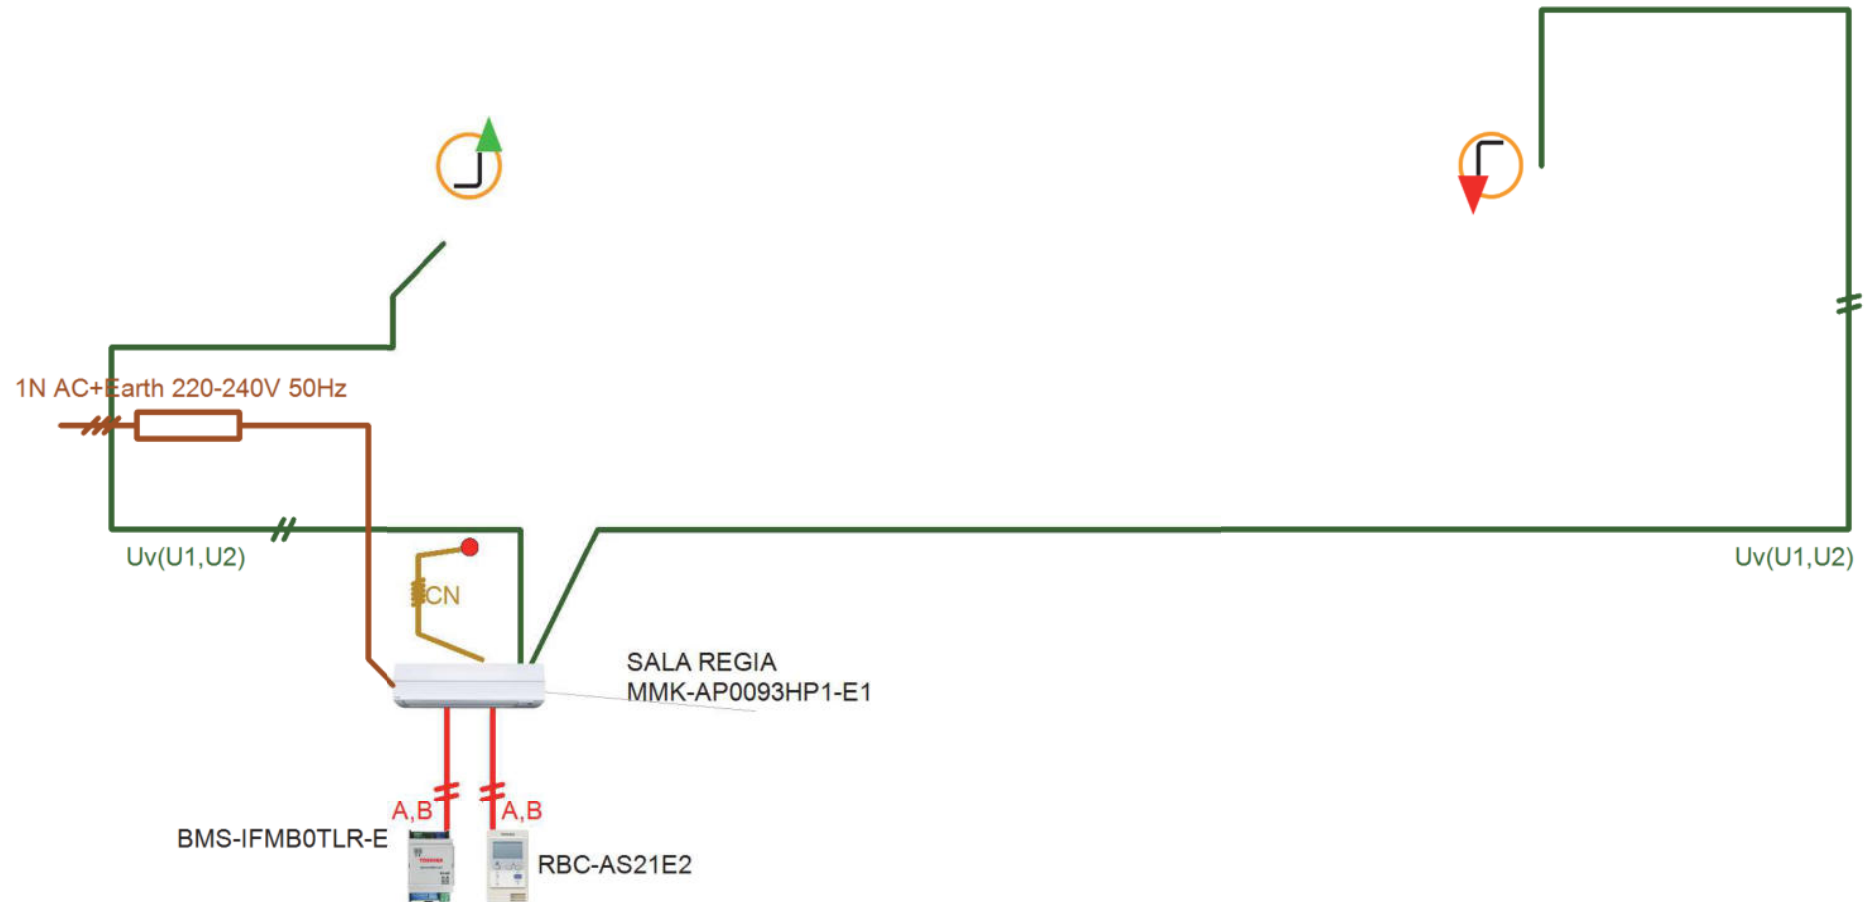 1N AC+Earth 220-240V 50Hz
Uv(U1,U2)
Uv(U1,U2)
CN
SALA REGIA
MMK-AP0093HP1-E1
A,B
A,B
BMS-IFMB0TLR-E
TOSHIBA
RBC-AS21E2